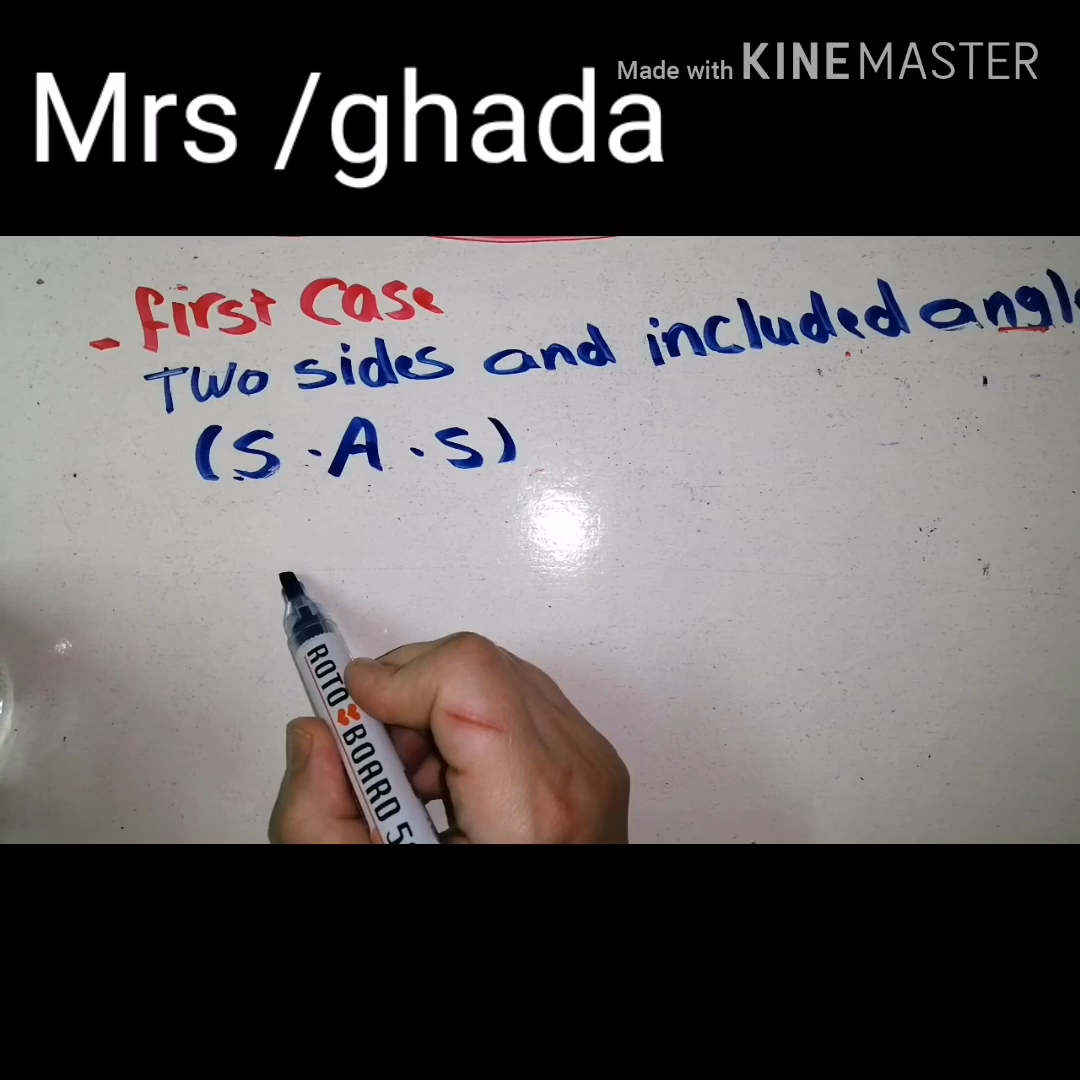 Made with KINEMASTER
Mrs /ghada
- first Case
Two sides and included angle
(S . A . S)
ROTO BOARD